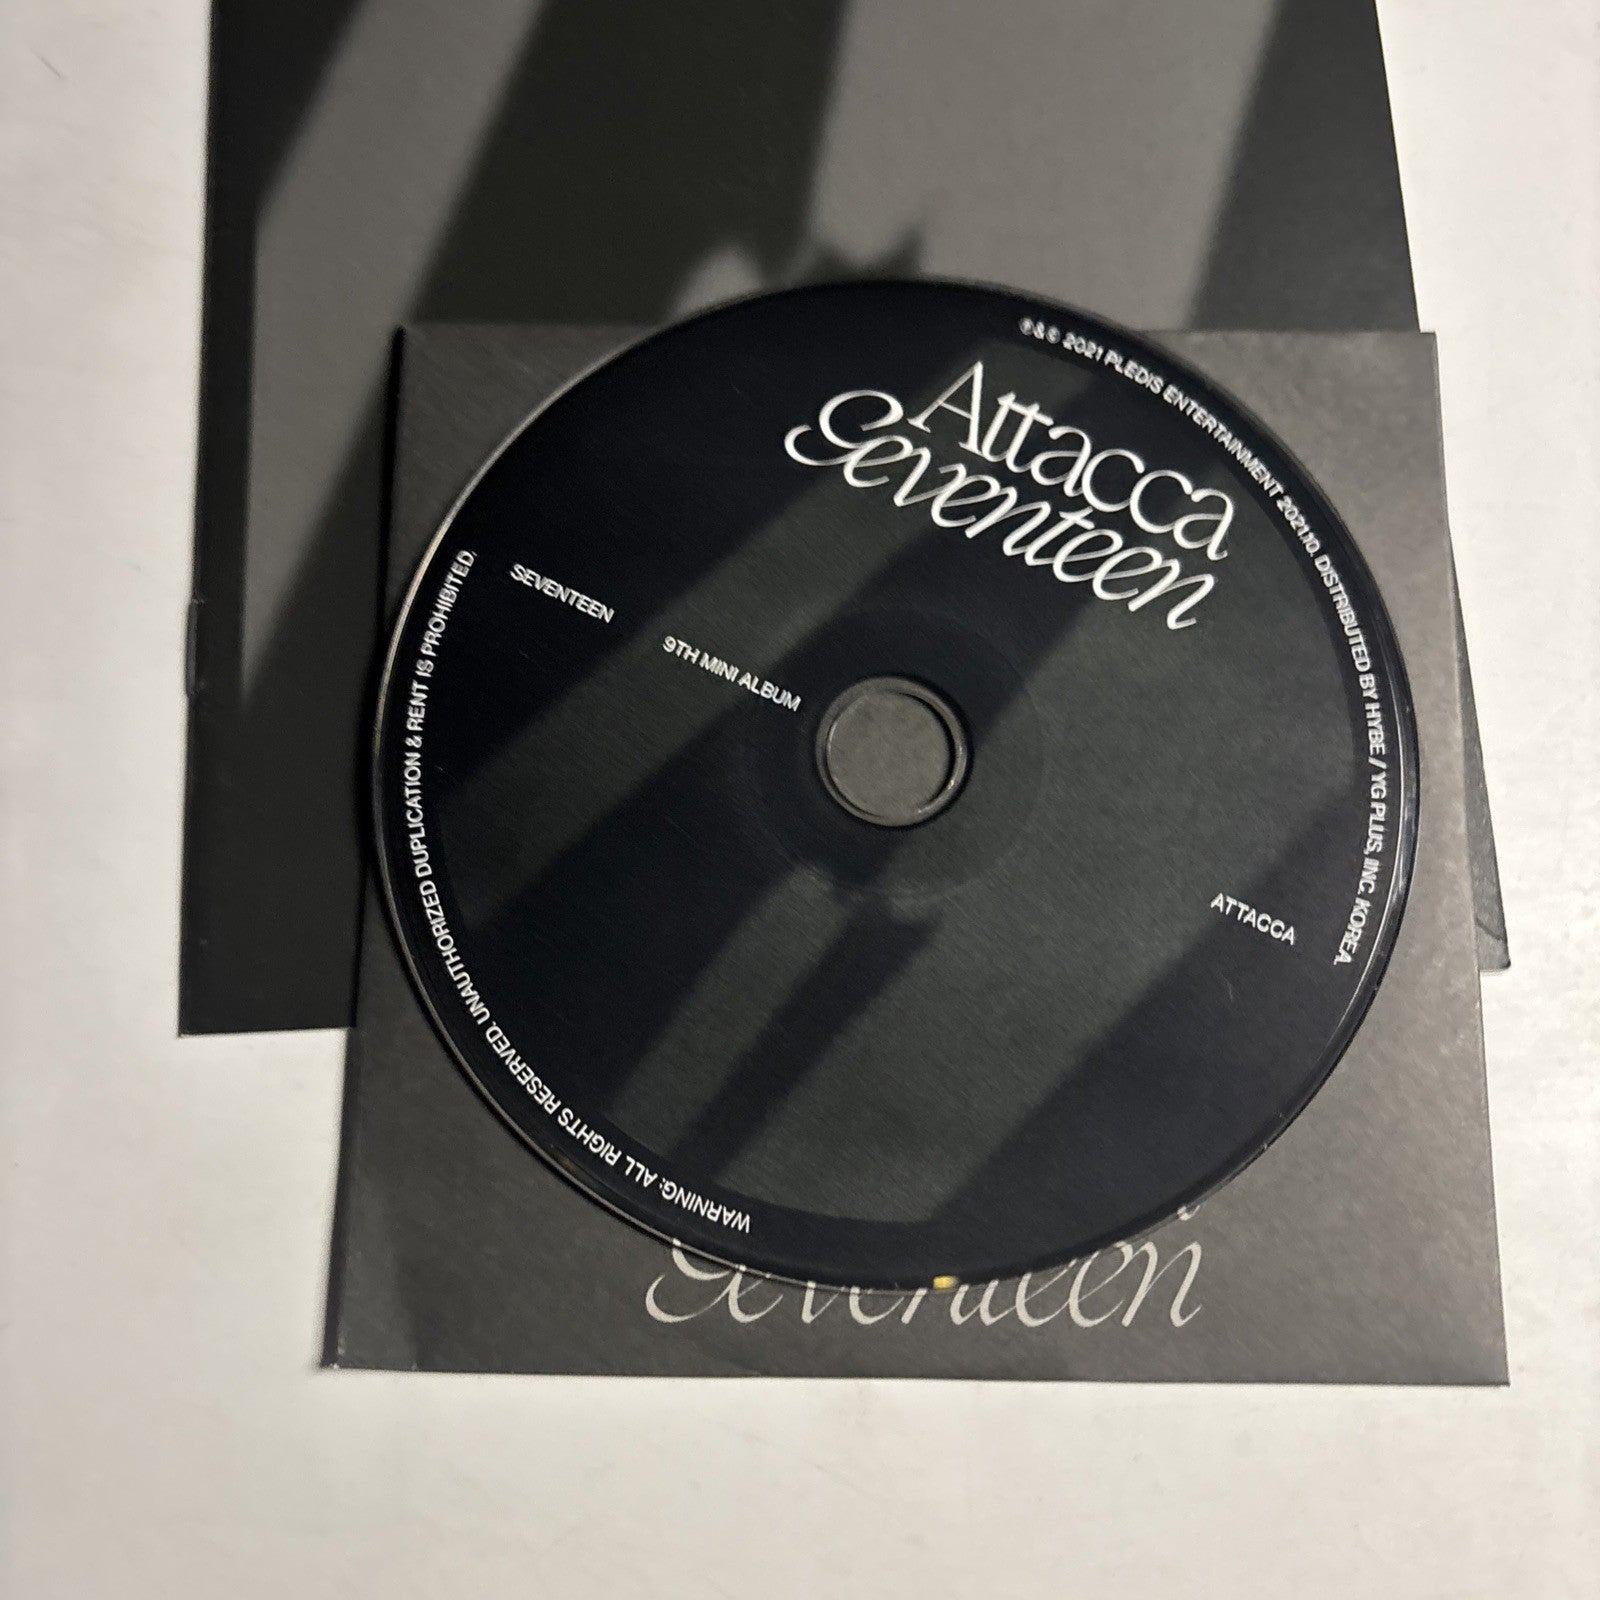 Attacca
Seventeen
℗ & © 2021 PLEDIS ENTERTAINMENT 2021.10. DISTRIBUTED BY HYBE / YG PLUS, INC. KOREA.
SEVENTEEN
9TH MINI ALBUM
ATTACCA
WARNING: ALL RIGHTS RESERVED. UNAUTHORIZED DUPLICATION & RENT IS PROHIBITED.
Seventeen